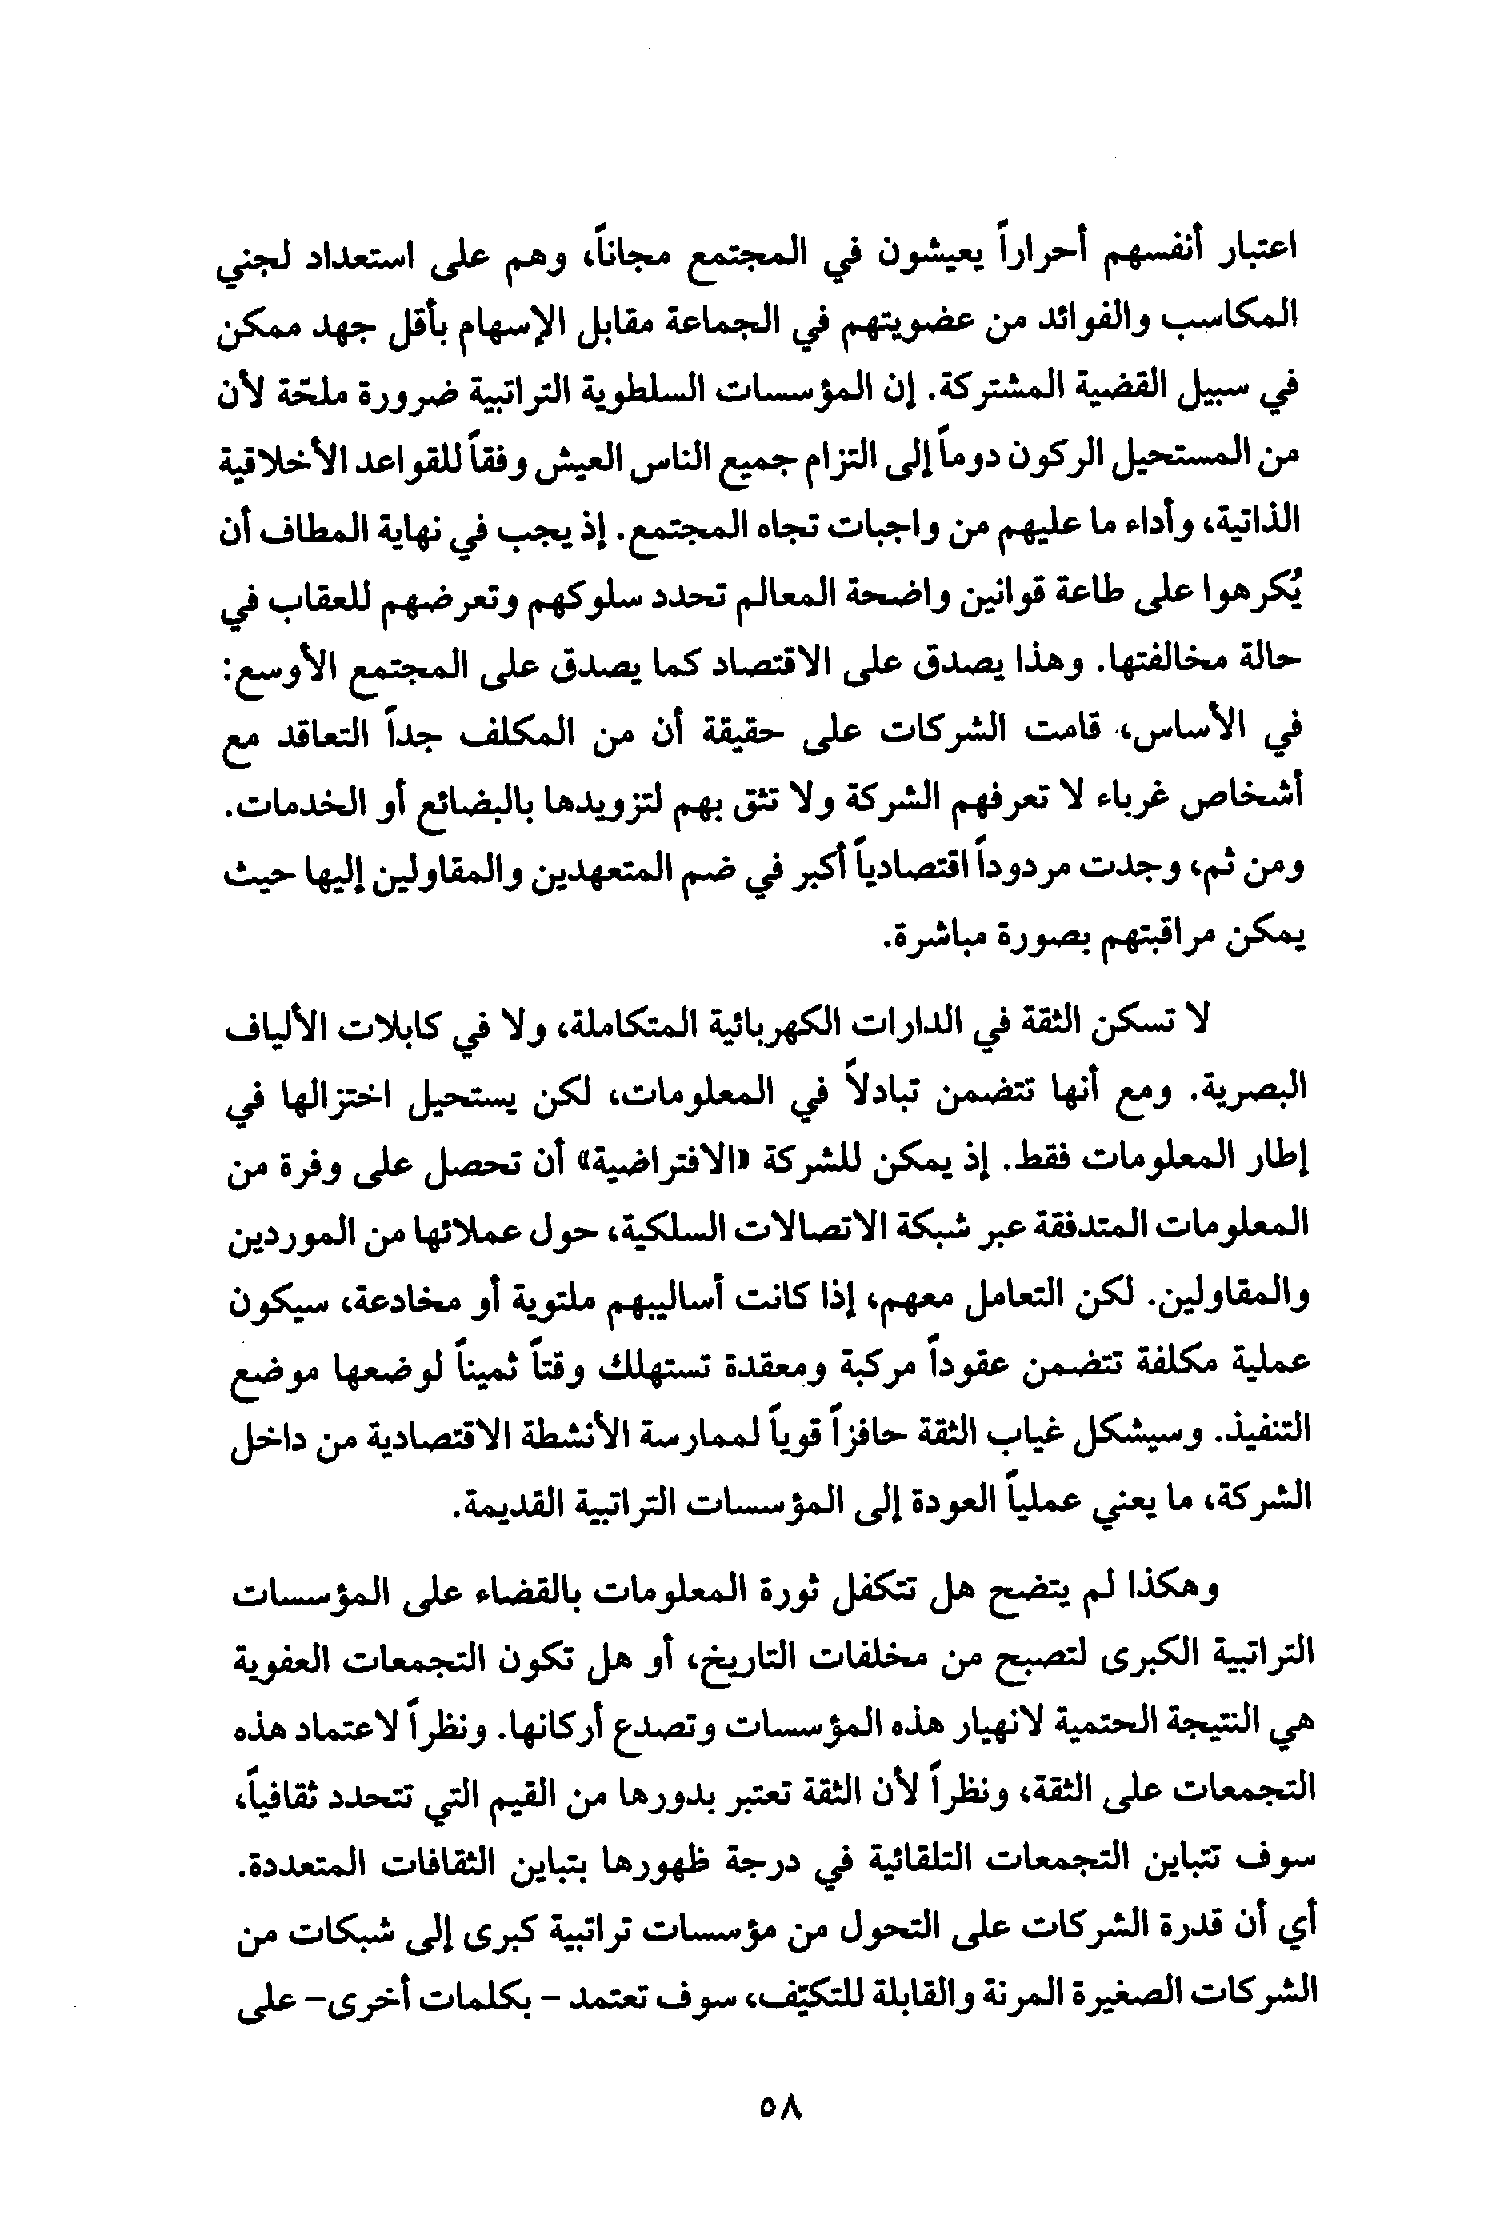 اعتبار أنفسهم أحراراً يعيشون في المجتمع مجاناً، وهم على استعداد لجني
المكاسب والفوائد من عضويتهم في الجماعة مقابل الإسهام بأقل جهد ممكن
في سبيل القضية المشتركة. إن المؤسسات السلطوية التراتبية ضرورة ملحّة لأن
من المستحيل الركون دوماً إلى التزام جميع الناس العيش وفقاً للقواعد الأخلاقية
الذاتية، وأداء ما عليهم من واجبات تجاه المجتمع. إذ يجب في نهاية المطاف أن
يُكرهوا على طاعة قوانين واضحة المعالم تحدد سلوكهم وتعرضهم للعقاب في
حالة مخالفتها. وهذا يصدق على الاقتصاد كما يصدق على المجتمع الأوسع:
في الأساس، قامت الشركات على حقيقة أن من المكلف جداً التعاقد مع
أشخاص غرباء لا تعرفهم الشركة ولا تثق بهم لتزويدها بالبضائع أو الخدمات.
ومن ثم، وجدت مردوداً اقتصادياً أكبر في ضم المتعهدين والمقاولين إليها حيث
يمكن مراقبتهم بصورة مباشرة.
لا تسكن الثقة في الدارات الكهربائية المتكاملة، ولا في كابلات الألياف
البصرية. ومع أنها تتضمن تبادلاً في المعلومات، لكن يستحيل اختزالها في
إطار المعلومات فقط. إذ يمكن للشركة «الافتراضية» أن تحصل على وفرة من
المعلومات المتدفقة عبر شبكة الاتصالات السلكية، حول عملائها من الموردين
والمقاولين. لكن التعامل معهم، إذا كانت أساليبهم ملتوية أو مخادعة، سيكون
عملية مكلفة تتضمن عقوداً مركبة ومعقدة تستهلك وقتاً ثميناً لوضعها موضع
التنفيذ. وسيشكل غياب الثقة حافزاً قوياً لممارسة الأنشطة الاقتصادية من داخل
الشركة، ما يعني عملياً العودة إلى المؤسسات التراتبية القديمة.
وهكذا لم يتضح هل تتكفل ثورة المعلومات بالقضاء على المؤسسات
التراتبية الكبرى لتصبح من مخلفات التاريخ، أو هل تكون التجمعات العفوية
هي النتيجة الحتمية لانهيار هذه المؤسسات وتصدع أركانها. ونظراً لاعتماد هذه
التجمعات على الثقة، ونظراً لأن الثقة تعتبر بدورها من القيم التي تتحدد ثقافياً،
سوف تتباين التجمعات التلقائية في درجة ظهورها بتباين الثقافات المتعددة.
أي أن قدرة الشركات على التحول من مؤسسات تراتبية كبرى إلى شبكات من
الشركات الصغيرة المرنة والقابلة للتكيّف، سوف تعتمد - بكلمات أخرى- على
٥٨